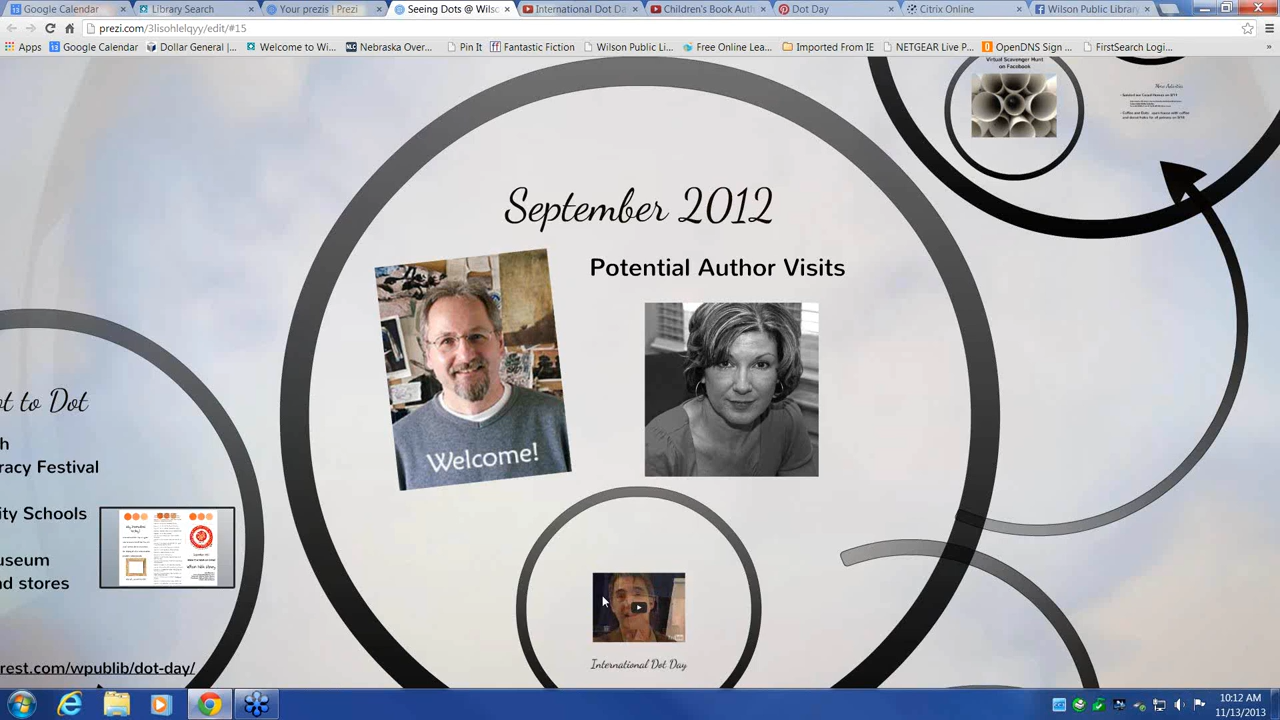 Google Calendar
Library Search
Your prezis | Prezi
Seeing Dots @ Wilso
International Dot Da
Children's Book Auth
Dot Day
Citrix Online
Wilson Public Library
prezi.com/3lisohlelqyy/edit/#15
Apps
Google Calendar
Dollar General |...
Welcome to Wi...
Nebraska Over...
Pin It
Fantastic Fiction
Wilson Public Li...
Free Online Lea...
Imported From IE
NETGEAR Live P...
OpenDNS Sign ...
FirstSearch Logi...
Virtual Scavenger Hunt
on Facebook
More Activities
September 2012
Potential Author Visits
Welcome!
ot to Dot
h
racy Festival
ity Schools
useum
nd stores
rest.com/wpublib/dot-day/
International Dot Day
10:12 AM
11/13/2013